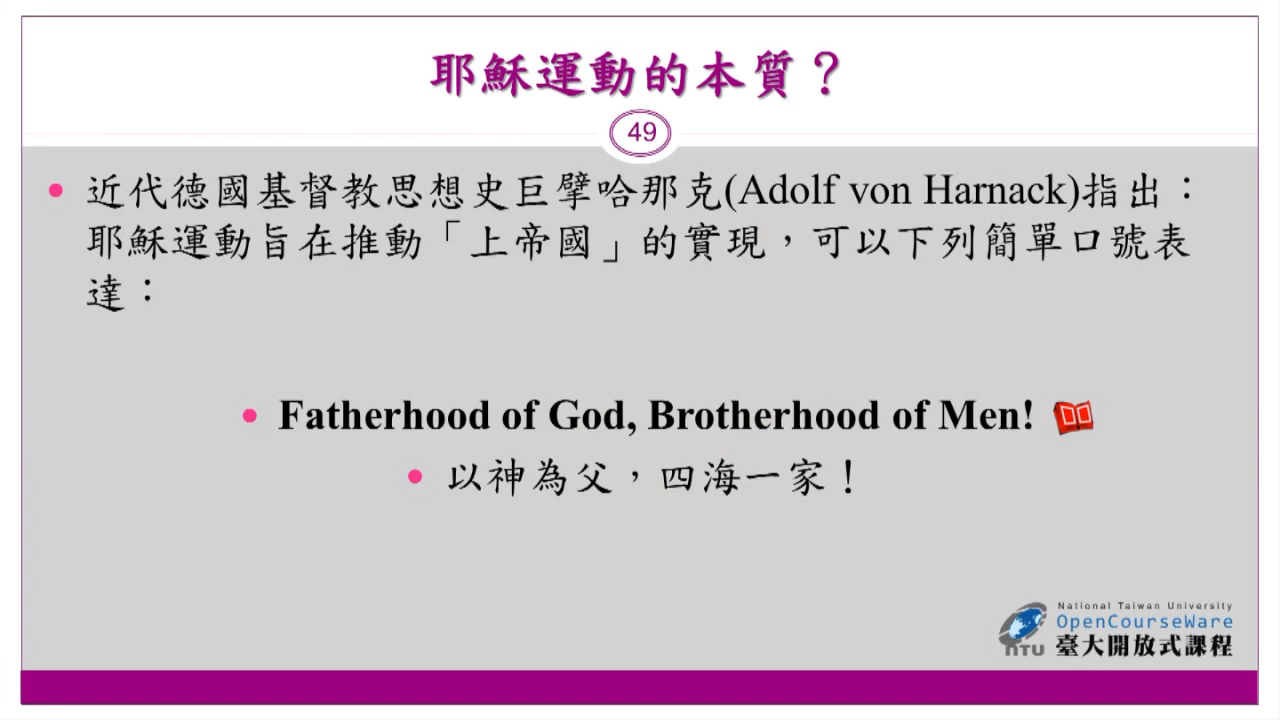 耶穌運動的本質？
49
近代德國基督教思想史巨擘哈那克(Adolf von Harnack)指出：
耶穌運動旨在推動「上帝國」的實現，可以下列簡單口號表
達：
Fatherhood of God, Brotherhood of Men!
以神為父，四海一家！
National Taiwan University
OpenCourseWare
NTU 臺大開放式課程